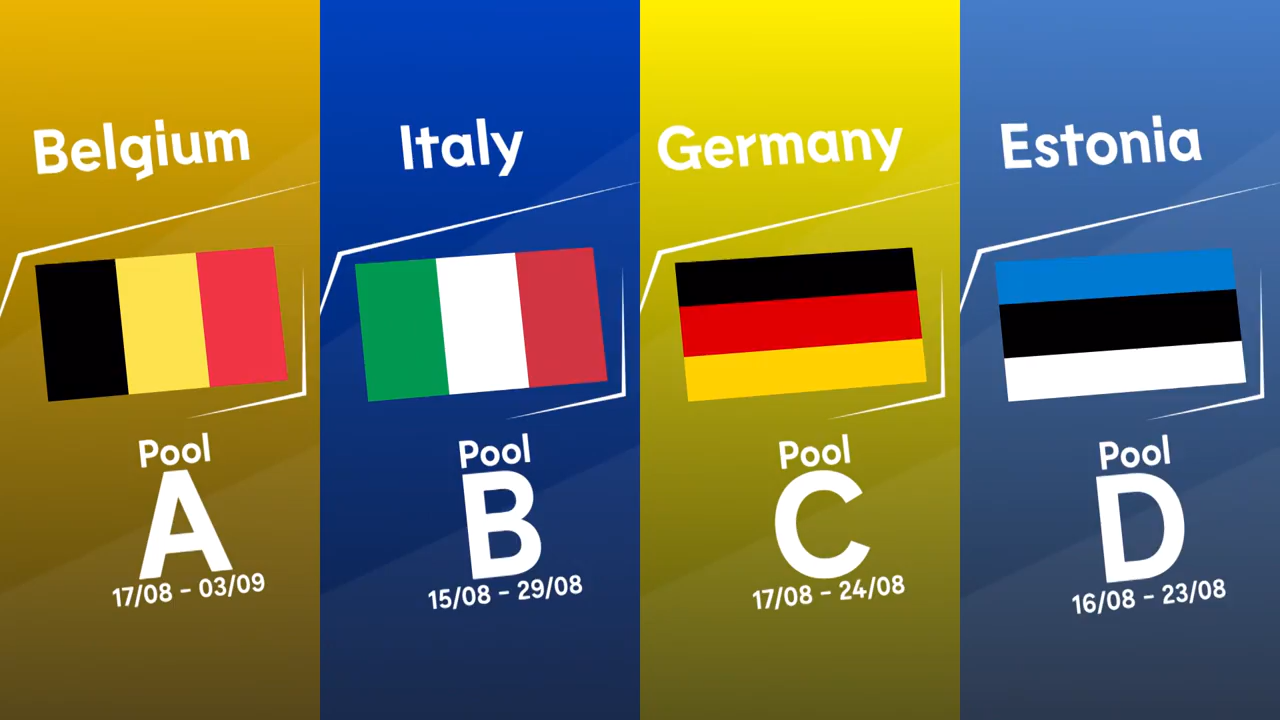 Belgium
Pool
A
17/08 - 03/09
Italy
Pool
B
15/08 - 29/08
Germany
Pool
C
17/08 - 24/08
Estonia
Pool
D
16/08 - 23/08